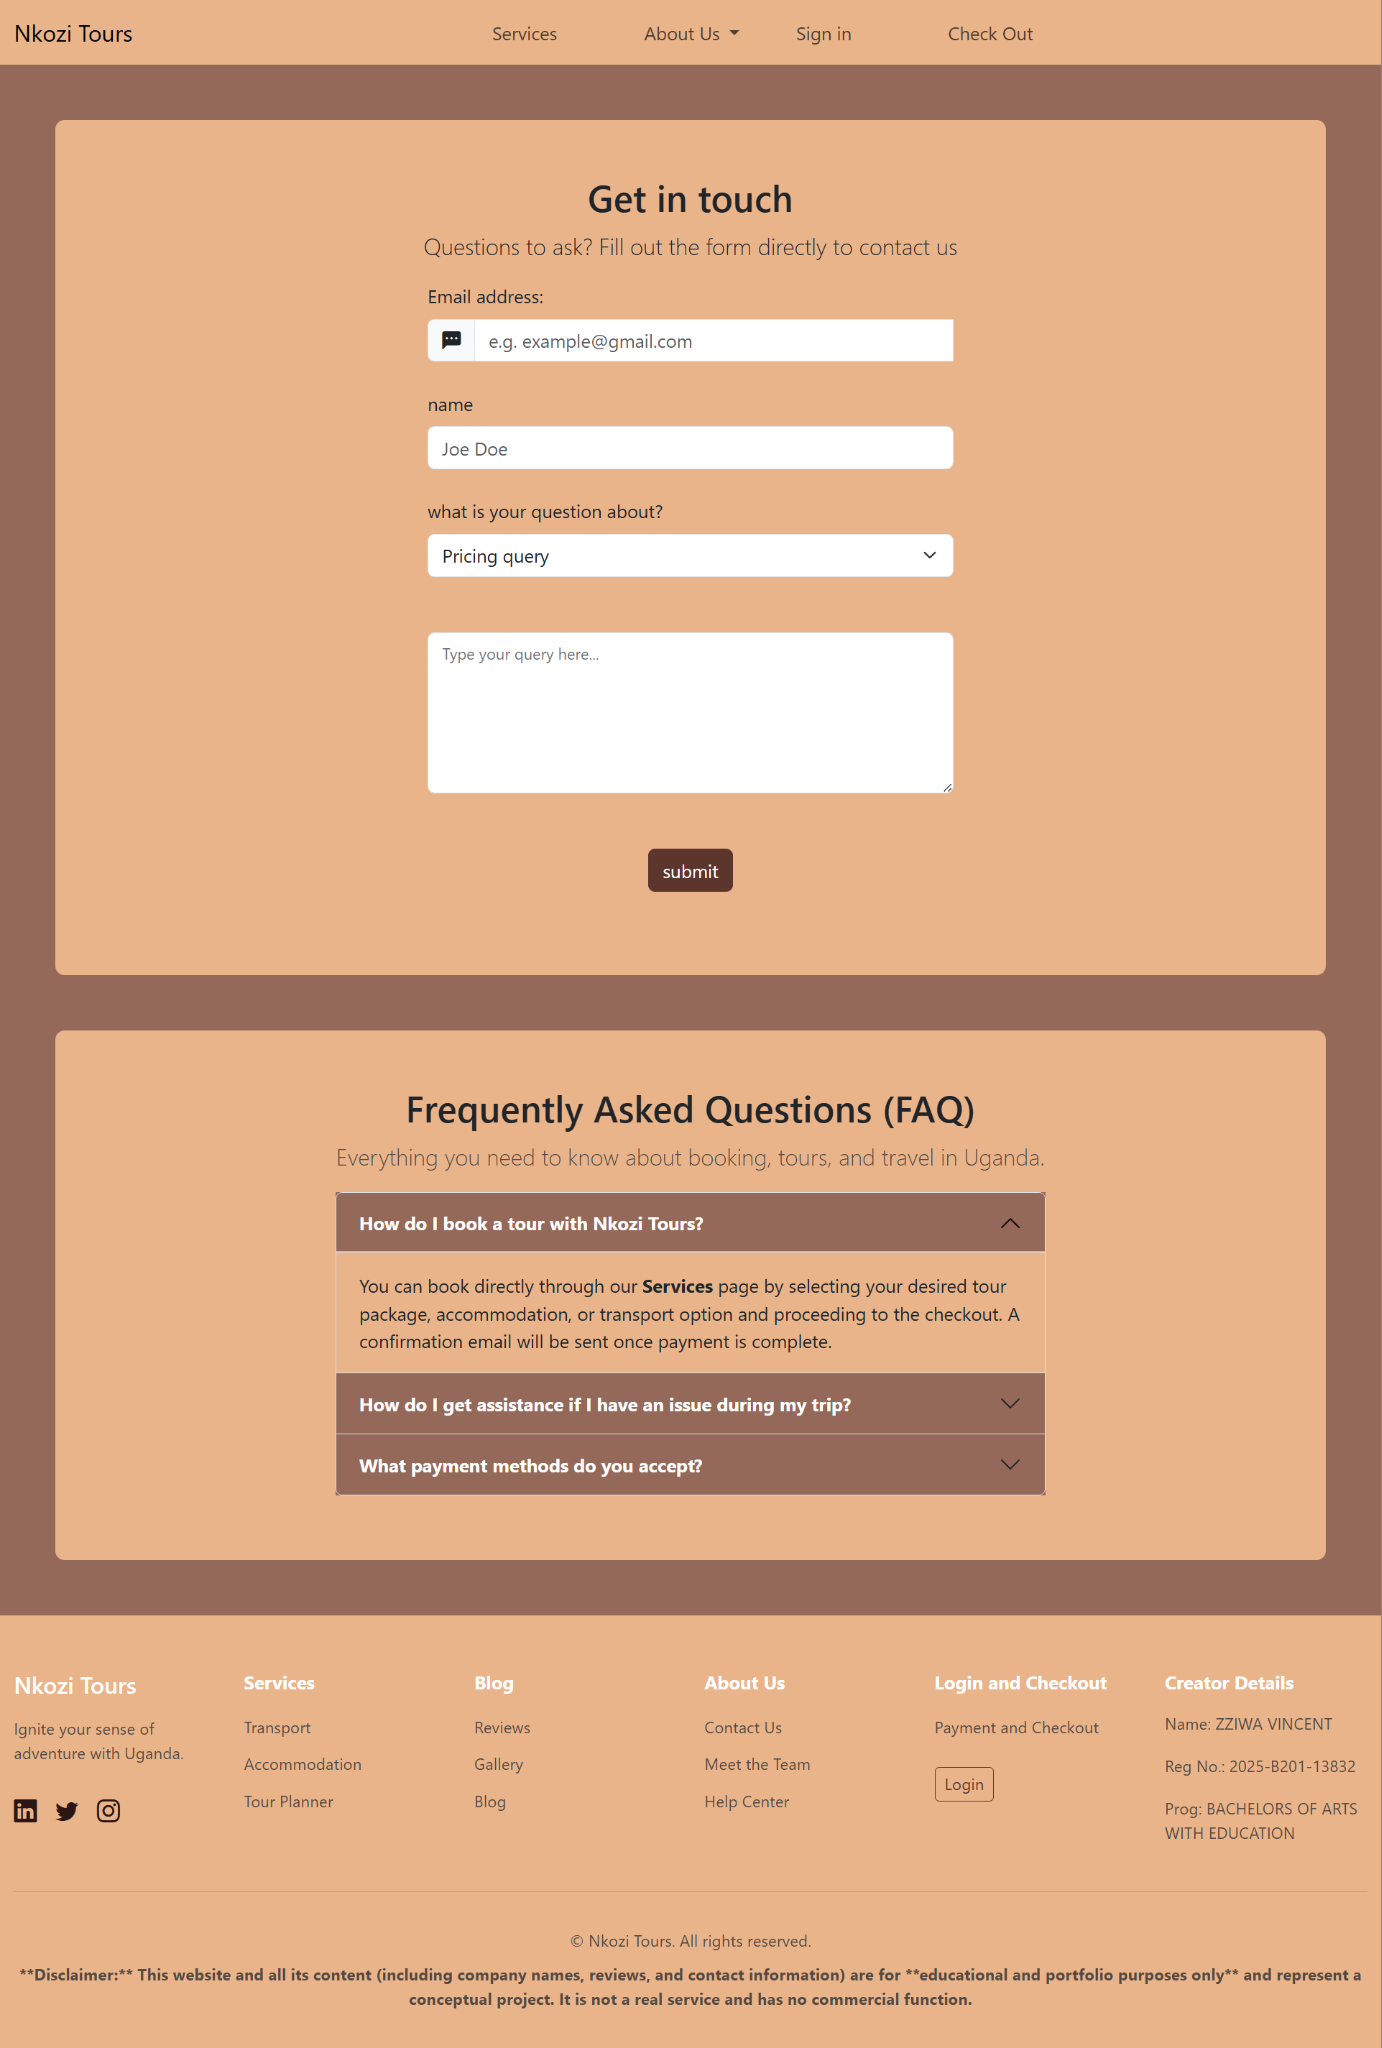 Nkozi Tours
Services
About Us
Sign in
Check Out
Get in touch
Questions to ask? Fill out the form directly to contact us
Email address:
e.g. example@gmail.com
name
Joe Doe
what is your question about?
Pricing query
Type your query here...
submit
Frequently Asked Questions (FAQ)
Everything you need to know about booking, tours, and travel in Uganda.
How do I book a tour with Nkozi Tours?
You can book directly through our Services page by selecting your desired tour
package, accommodation, or transport option and proceeding to the checkout. A
confirmation email will be sent once payment is complete.
How do I get assistance if I have an issue during my trip?
What payment methods do you accept?
Nkozi Tours
Ignite your sense of
adventure with Uganda.
Services
Transport
Accommodation
Tour Planner
Blog
Reviews
Gallery
Blog
About Us
Contact Us
Meet the Team
Help Center
Login and Checkout
Payment and Checkout
Login
Creator Details
Name: ZZIWA VINCENT
Reg No.: 2025-B201-13832
Prog: BACHELORS OF ARTS
WITH EDUCATION
© Nkozi Tours. All rights reserved.
**Disclaimer:** This website and all its content (including company names, reviews, and contact information) are for **educational and portfolio purposes only** and represent a
conceptual project. It is not a real service and has no commercial function.